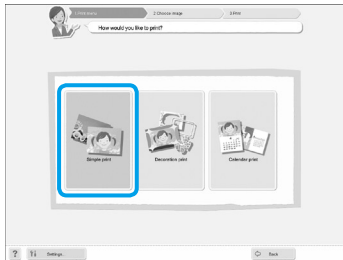 1 Print menu
2 Choose image
3 Print
How would you like to print?
Simple print
Decoration print
Calendar print
?
Settings...
Back